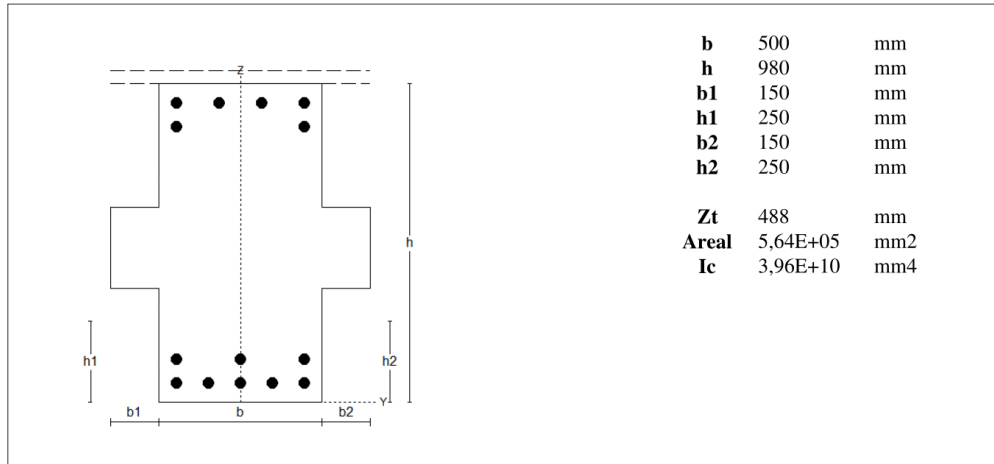 Z
h
h1
h2
Y
b1
b
b2
b 500 mm
h 980 mm
b1 150 mm
h1 250 mm
b2 150 mm
h2 250 mm
Zt 488 mm
Areal 5,64E+05 mm2
Ic 3,96E+10 mm4